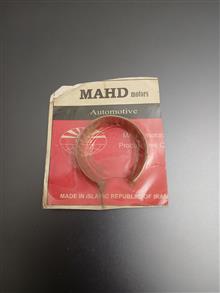 MAHD motors
Automotive
MADE IN ISLAMIC REPUBLIC OF IRAN